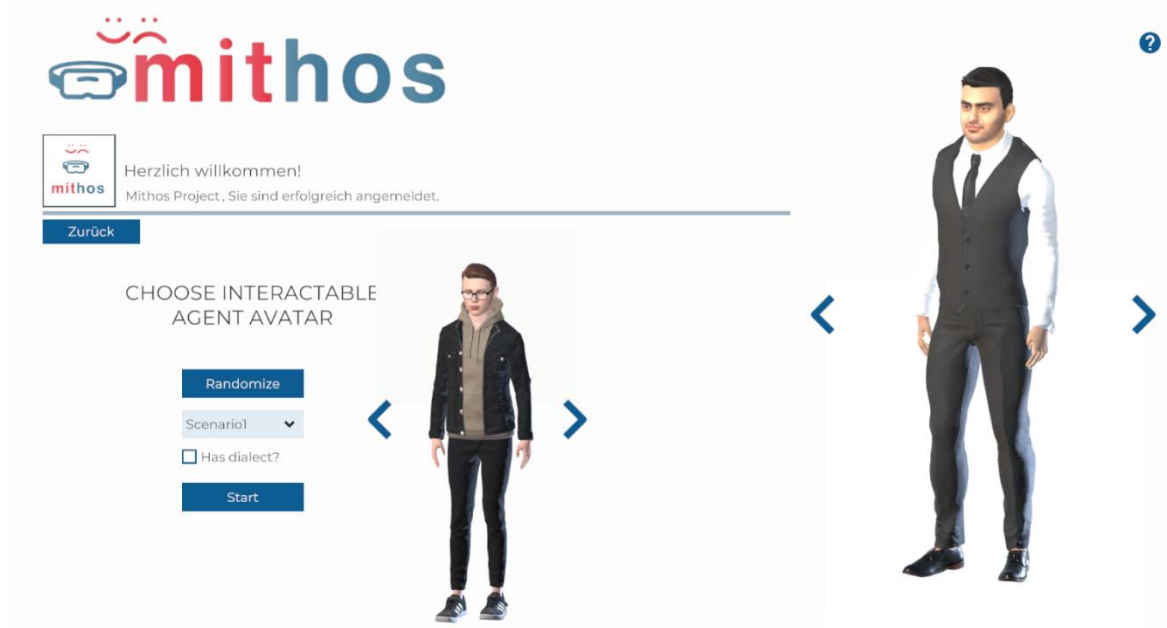 mithos
?
mithos
Herzlich willkommen!
Mithos Project, Sie sind erfolgreich angemeldet.
Zurück
CHOOSE INTERACTABLE
AGENT AVATAR
Randomize
Scenario1
Has dialect?
Start